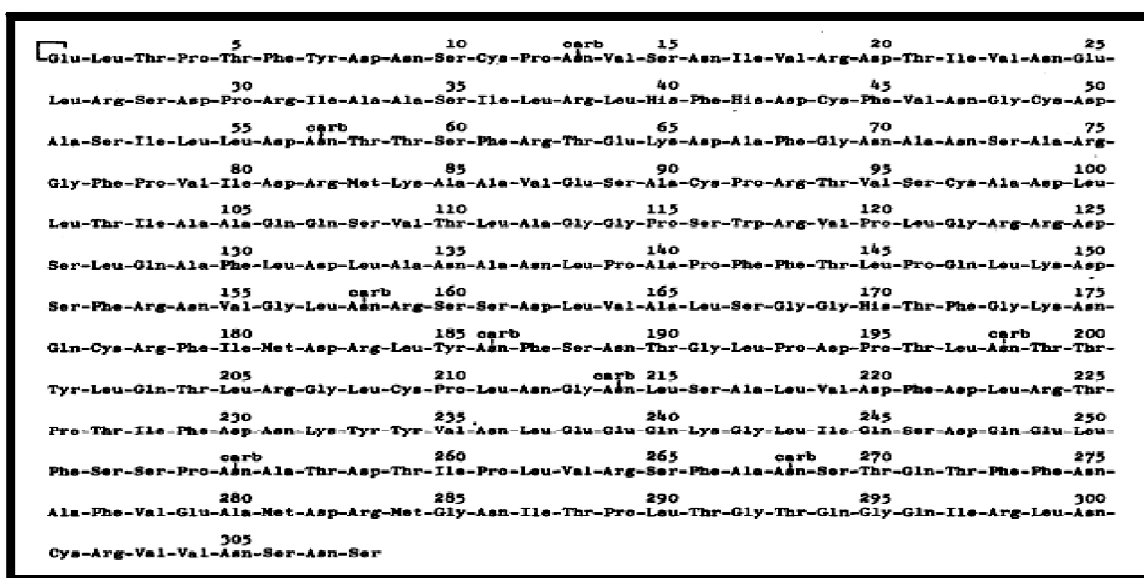 5 10 carb 15 20 25
Glu-Leu-Thr-Pro-Thr-Phe-Tyr-Asp-Asn-Ser-Cys-Pro-Asn-Val-Ser-Asn-Ile-Val-Arg-Asp-Thr-Ile-Val-Asn-Glu-
30 35 40 45 50
Leu-Arg-Ser-Asp-Pro-Arg-Ile-Ala-Ala-Ser-Ile-Leu-Arg-Leu-His-Phe-His-Asp-Cys-Phe-Val-Asn-Gly-Cys-Asp-
55 carb 60 65 70 75
Ala-Ser-Ile-Leu-Leu-Asp-Asn-Thr-Thr-Ser-Phe-Arg-Thr-Glu-Lys-Asp-Ala-Phe-Gly-Asn-Ala-Asn-Ser-Ala-Arg-
80 85 90 95 100
Gly-Phe-Pro-Val-Ile-Asp-Arg-Met-Lys-Ala-Ala-Val-Glu-Ser-Ala-Cys-Pro-Arg-Thr-Val-Ser-Cys-Ala-Asp-Leu-
105 110 115 120 125
Leu-Thr-Ile-Ala-Ala-Gln-Gln-Ser-Val-Thr-Leu-Ala-Gly-Gly-Pro-Ser-Trp-Arg-Val-Pro-Leu-Gly-Arg-Arg-Asp-
130 135 140 145 150
Ser-Leu-Gln-Ala-Phe-Leu-Asp-Leu-Ala-Asn-Ala-Asn-Leu-Pro-Ala-Pro-Phe-Phe-Thr-Leu-Pro-Gln-Leu-Lys-Asp-
155 carb 160 165 170 175
Ser-Phe-Arg-Asn-Val-Gly-Leu-Asn-Arg-Ser-Ser-Asp-Leu-Val-Ala-Leu-Ser-Gly-Gly-His-Thr-Phe-Gly-Lys-Asn-
180 185 carb 190 195 carb 200
Gln-Cys-Arg-Phe-Ile-Met-Asp-Arg-Leu-Tyr-Asn-Phe-Ser-Asn-Thr-Gly-Leu-Pro-Asp-Pro-Thr-Leu-Asn-Thr-Thr-
205 210 carb 215 220 225
Tyr-Leu-Gln-Thr-Leu-Arg-Gly-Leu-Cys-Pro-Leu-Asn-Gly-Asn-Leu-Ser-Ala-Leu-Val-Asp-Phe-Asp-Leu-Arg-Thr-
230 235 240 245 250
Pro-Thr-Ile-Phe-Asp-Asn-Lys-Tyr-Tyr-Val-Asn-Leu-Glu-Glu-Gln-Lys-Gly-Leu-Ile-Gln-Ser-Asp-Gln-Glu-Leu-
carb 260 265 carb 270 275
Phe-Ser-Ser-Pro-Asn-Ala-Thr-Asp-Thr-Ile-Pro-Leu-Val-Arg-Ser-Phe-Ala-Asn-Ser-Thr-Gln-Thr-Phe-Phe-Asn-
280 285 290 295 300
Ala-Phe-Val-Glu-Ala-Met-Asp-Arg-Met-Gly-Asn-Ile-Thr-Pro-Leu-Thr-Gly-Thr-Gln-Gly-Gln-Ile-Arg-Leu-Asn-
305
Cys-Arg-Val-Val-Asn-Ser-Asn-Ser